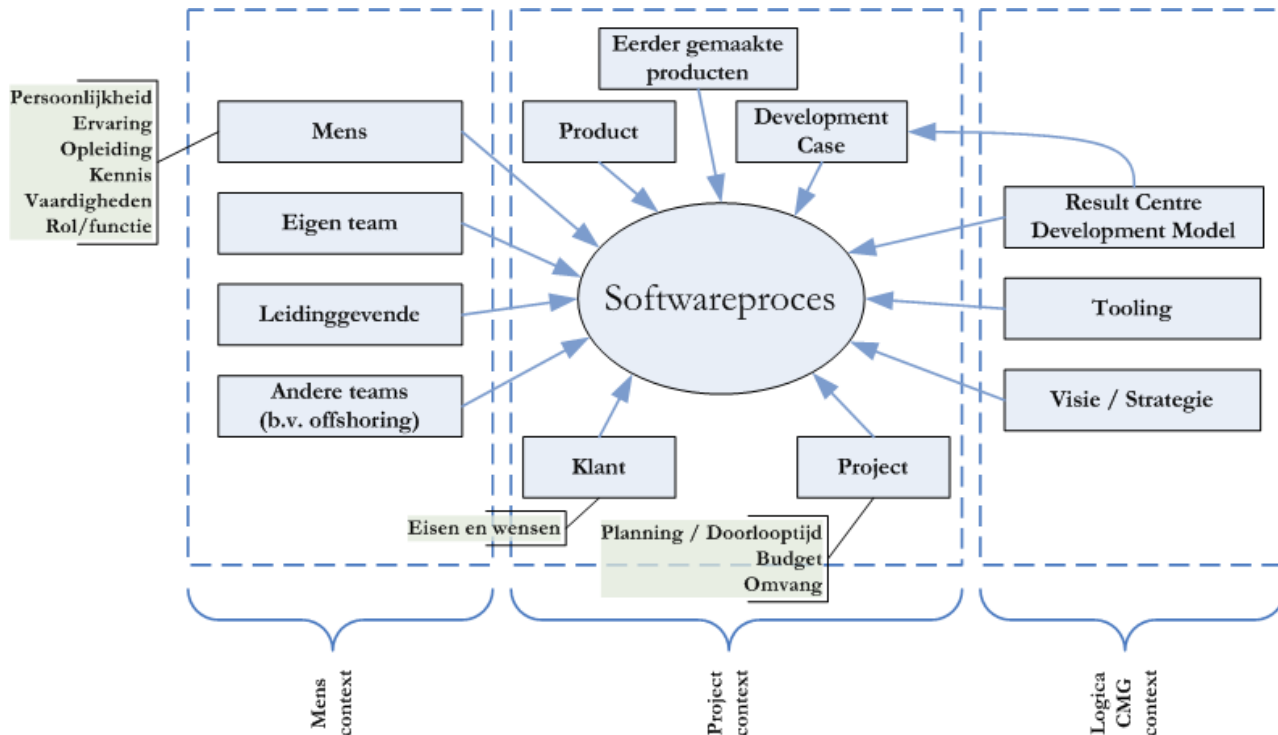 Eerder gemaakte
producten
Persoonlijkheid
Ervaring
Opleiding
Kennis
Vaardigheden
Rol/functie
Mens
Product
Development
Case
Eigen team
Result Centre
Development Model
Leidinggevende
Softwareproces
Tooling
Andere teams
(b.v. offshoring)
Visie / Strategie
Klant
Project
Eisen en wensen
Planning / Doorlooptijd
Budget
Omvang
Mens
context
Project
context
Logica
CMG
context